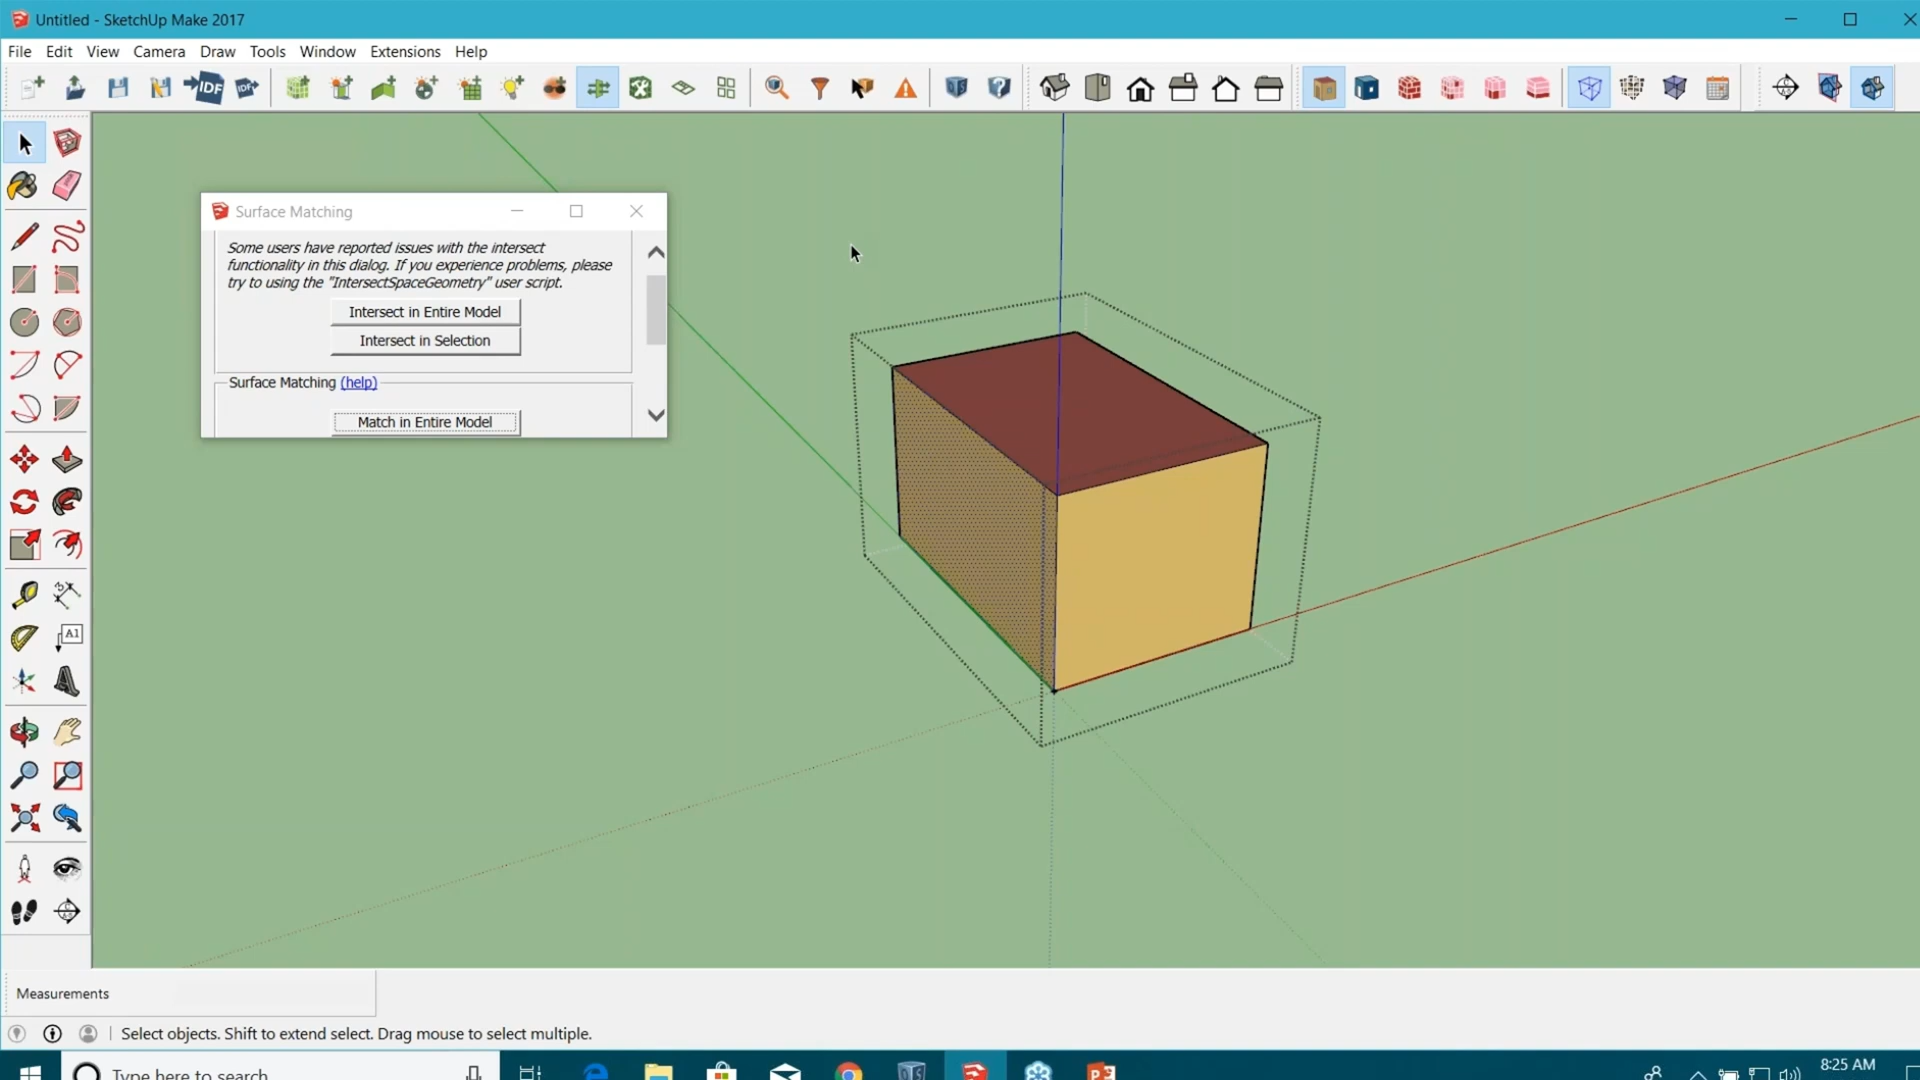 Untitled - SketchUp Make 2017
File Edit View Camera Draw Tools Window Extensions Help
IDF IDF
Surface Matching
Some users have reported issues with the intersect
functionality in this dialog. If you experience problems, please
try to using the "IntersectSpaceGeometry" user script.
Intersect in Entire Model
Intersect in Selection
Surface Matching (help)
Match in Entire Model
A1
Measurements
Select objects. Shift to extend select. Drag mouse to select multiple.
Type here to search
8:25 AM